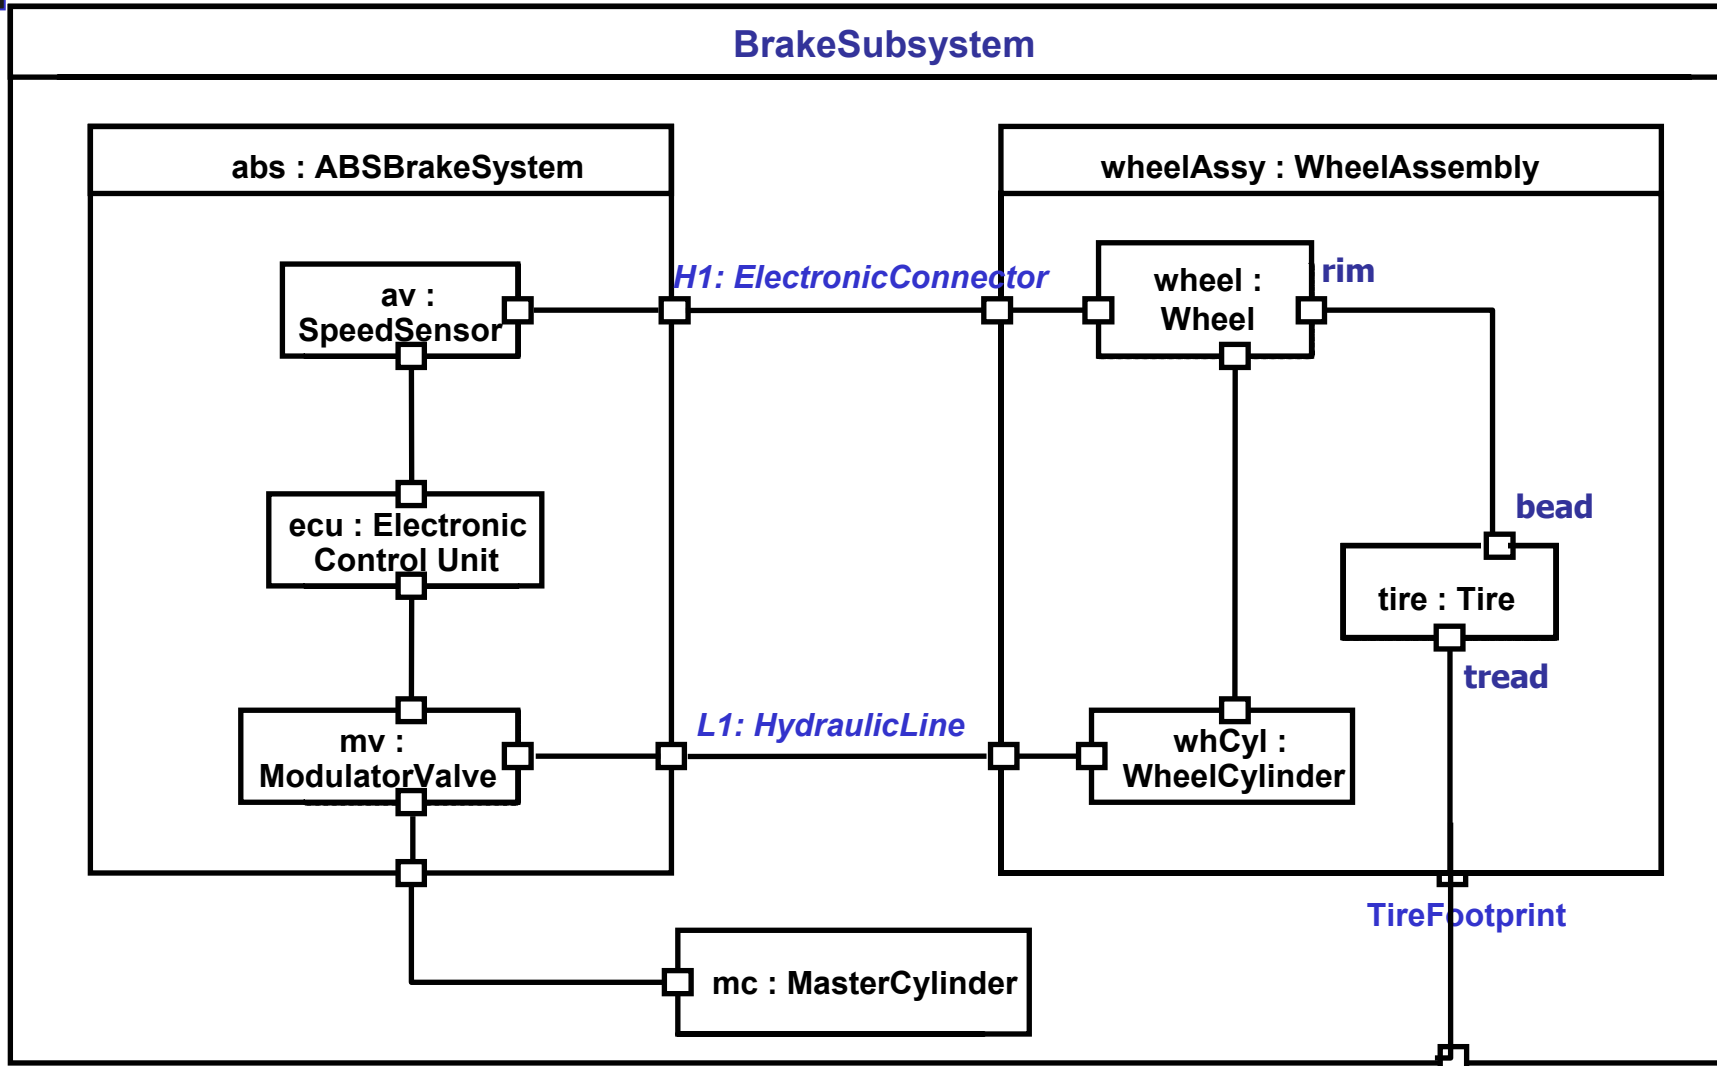 BrakeSubsystem
abs : ABSBrakeSystem
wheelAssy : WheelAssembly
H1: ElectronicConnector
av :
SpeedSensor
wheel :
Wheel
rim
bead
ecu : Electronic
Control Unit
tire : Tire
tread
L1: HydraulicLine
mv :
ModulatorValve
whCyl :
WheelCylinder
TireFootprint
mc : MasterCylinder